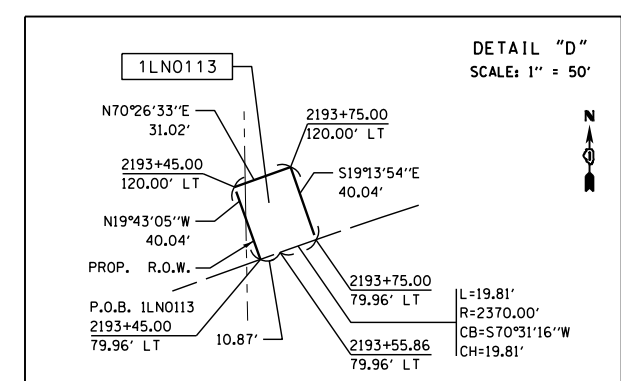 DETAIL "D"
SCALE: 1" = 50'
1LN0113
N
N70°26'33"E
31.02'
2193+75.00
120.00' LT
2193+45.00
120.00' LT
S19°13'54"E
40.04'
N19°43'05"W
40.04'
PROP. R.O.W.
P.O.B. 1LN0113
2193+45.00
79.96' LT
10.87'
2193+75.00
79.96' LT
2193+55.86
79.96' LT
L=19.81'
R=2370.00'
CB=S70°31'16"W
CH=19.81'